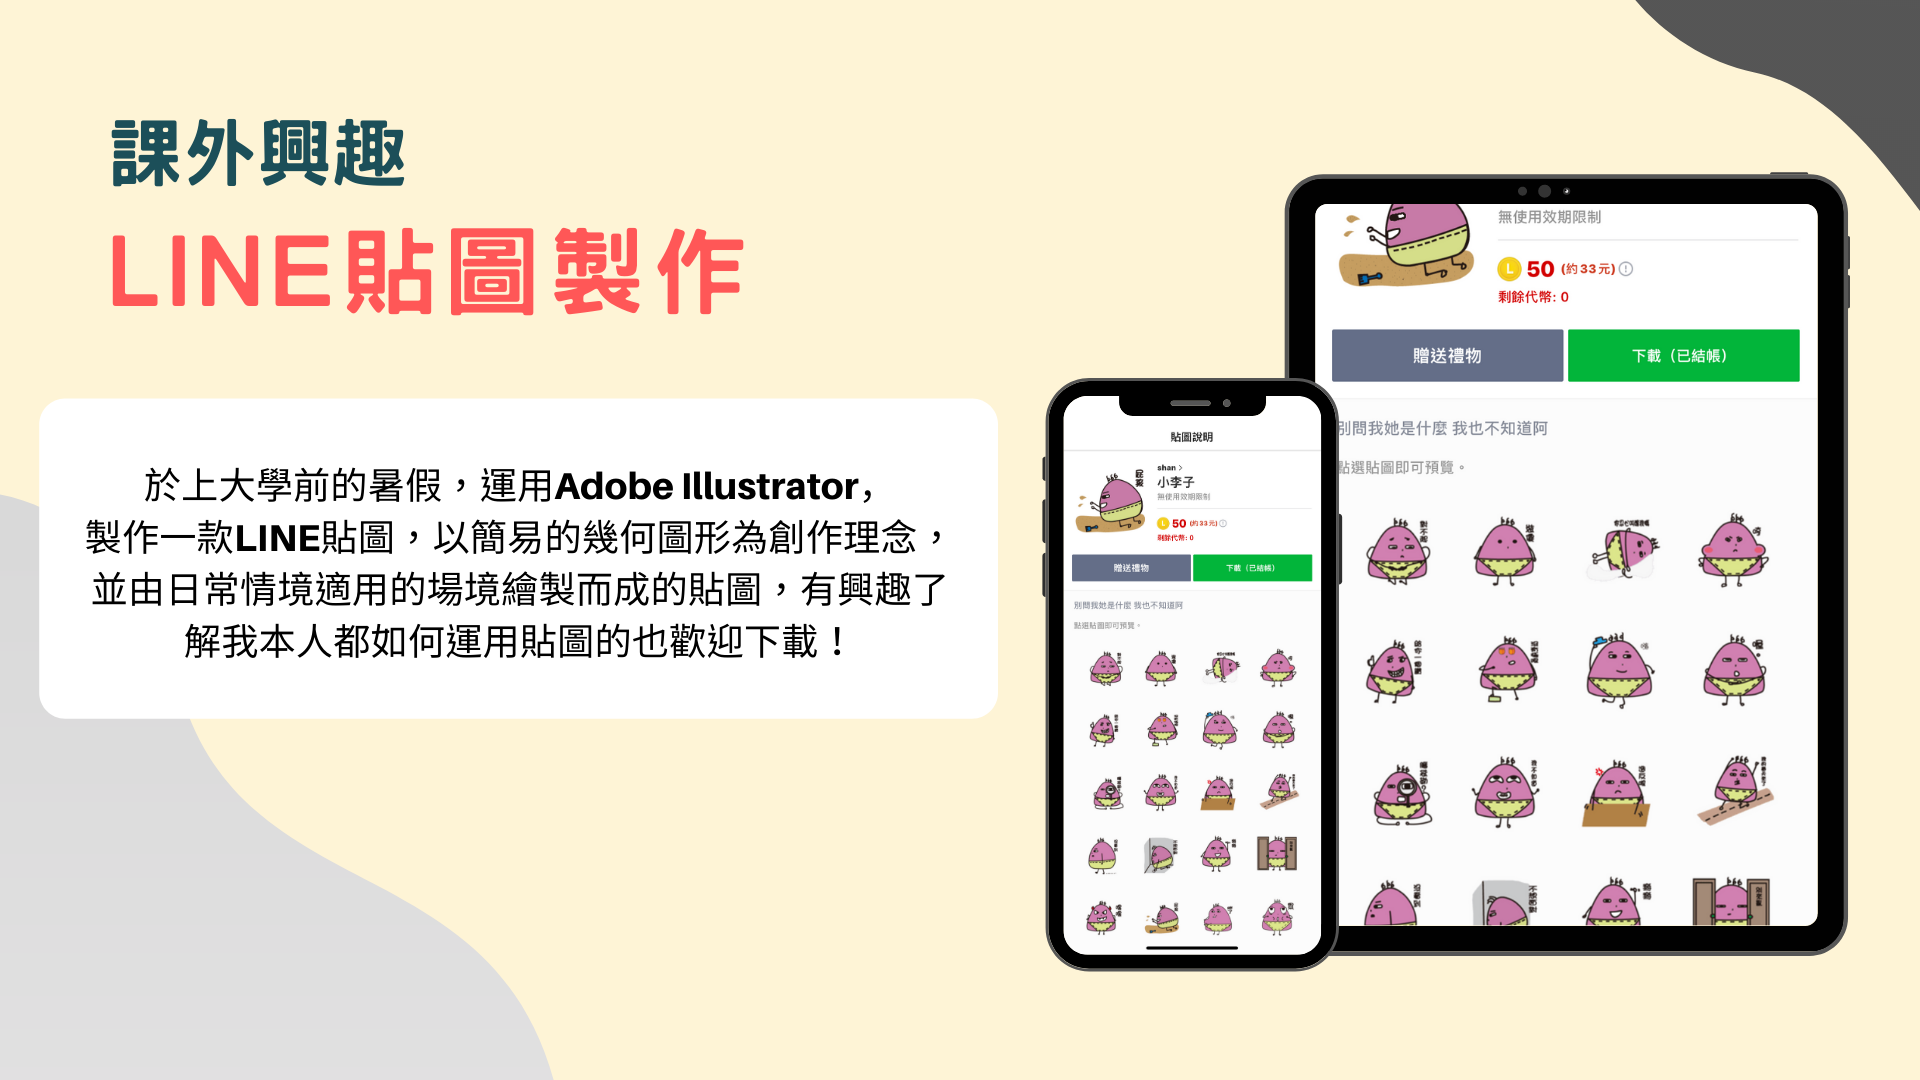 課外興趣
LINE貼圖製作
於上大學前的暑假，運用Adobe Illustrator,
製作一款LINE貼圖，以簡易的幾何圖形為創作理念，
並由日常情境適用的場境繪製而成的貼圖，有興趣了
解我本人都如何運用貼圖的也歡迎下載！
貼圖說明
shan >
小李子
無使用效期限制
L 50 (約33元)
剩餘代幣: 0
贈送禮物
下載（已結帳）
別問我她是什麼 我也不知道阿
點選貼圖即可預覽。
無使用效期限制
L 50 (約33元)
剩餘代幣: 0
贈送禮物
下載（已結帳）
別問我她是什麼 我也不知道阿
點選貼圖即可預覽。